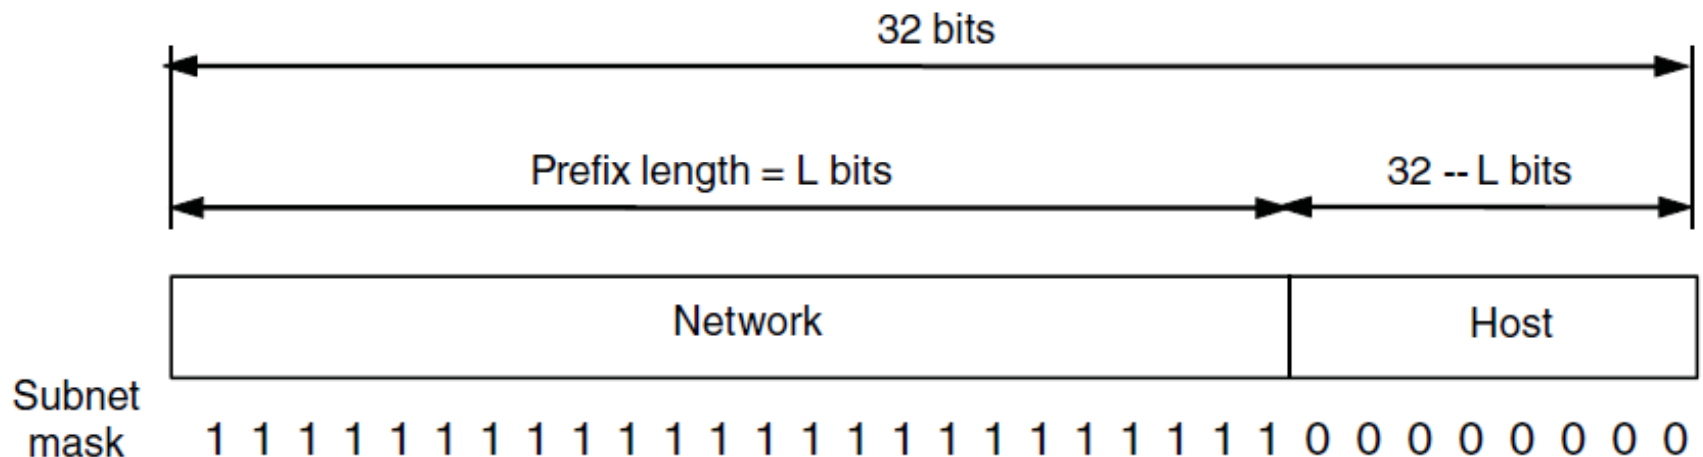 32 bits
Prefix length = L bits
32 -- L bits
Network
Host
Subnet
mask
1 1 1 1 1 1 1 1 1 1 1 1 1 1 1 1 1 1 1 1 1 1 1 1 0 0 0 0 0 0 0 0